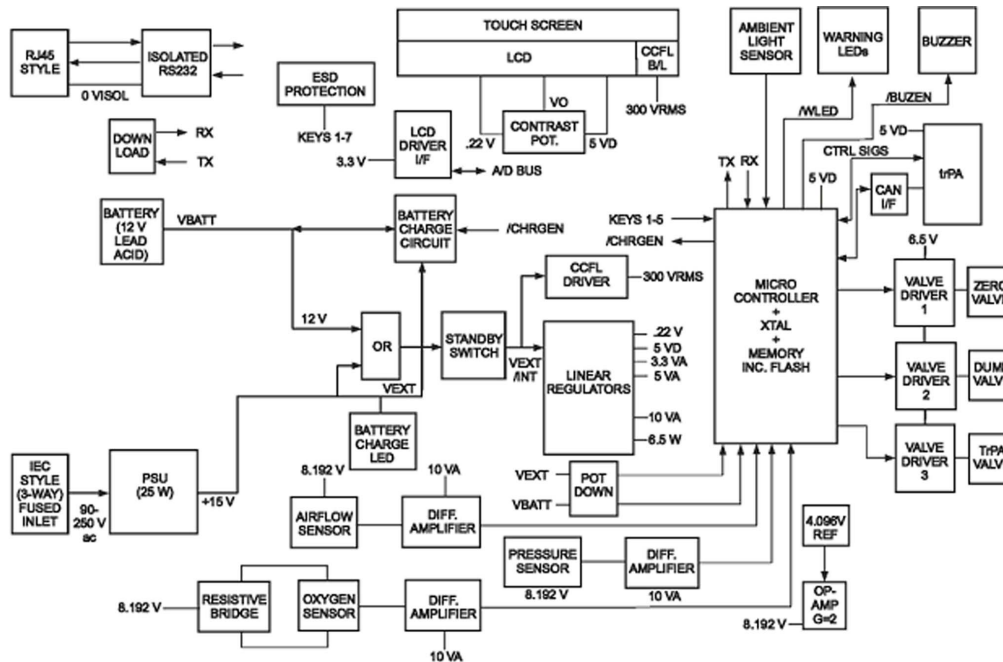 RJ45
STYLE
ISOLATED
RS232
0 VISOL
DOWN
LOAD
RX
TX
ESD
PROTECTION
KEYS 1-7
TOUCH SCREEN
LCD
CCFL
B/L
VO
300 VRMS
CONTRAST
POT.
.22 V
5 VD
LCD
DRIVER
I/F
3.3 V
A/D BUS
AMBIENT
LIGHT
SENSOR
WARNING
LEDs
BUZZER
/WLED
/BUZEN
5 VD
CTRL SIGS
TX
RX
5 VD
CAN
I/F
trPA
BATTERY
(12 V
LEAD
ACID)
VBATT
BATTERY
CHARGE
CIRCUIT
/CHRGEN
KEYS 1-5
/CHRGEN
CCFL
DRIVER
300 VRMS
MICRO
CONTROLLER
+
XTAL
+
MEMORY
INC. FLASH
6.5 V
VALVE
DRIVER
1
ZERO
VALVE
12 V
OR
STANDBY
SWITCH
VEXT
/INT
LINEAR
REGULATORS
.22 V
5 VD
3.3 VA
5 VA
10 VA
6.5 W
VALVE
DRIVER
2
DUMP
VALVE
VEXT
BATTERY
CHARGE
LED
VALVE
DRIVER
3
TrPA
VALVE
IEC
STYLE
(3-WAY)
FUSED
INLET
90-
250 V
ac
PSU
(25 W)
+15 V
8.192 V
AIRFLOW
SENSOR
10 VA
DIFF.
AMPLIFIER
VEXT
VBATT
POT
DOWN
PRESSURE
SENSOR
8.192 V
DIFF.
AMPLIFIER
10 VA
4.096V
REF
OP-
AMP
G=2
8.192 V
8.192 V
RESISTIVE
BRIDGE
OXYGEN
SENSOR
DIFF.
AMPLIFIER
10 VA